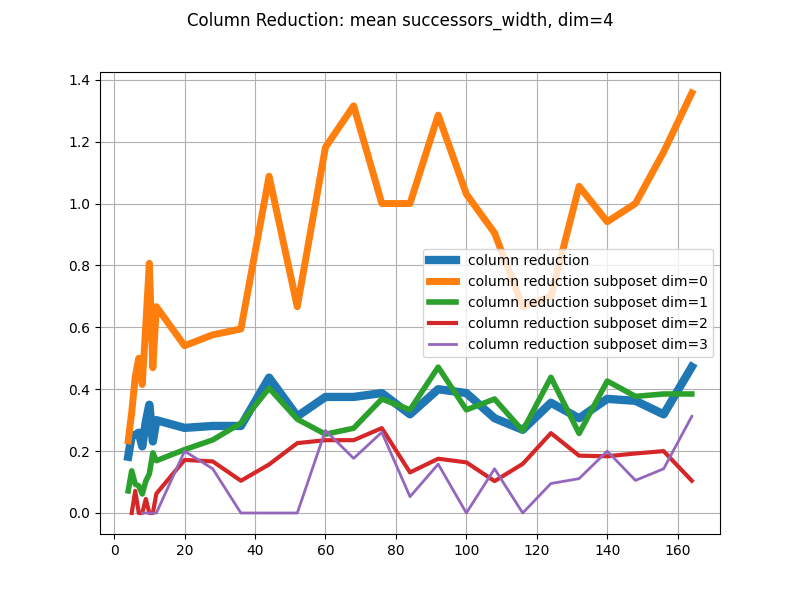 Column Reduction: mean successors_width, dim=4
1.4
1.2
1.0
0.8
0.6
0.4
0.2
0.0
column reduction
column reduction subposet dim=0
column reduction subposet dim=1
column reduction subposet dim=2
column reduction subposet dim=3
0 20 40 60 80 100 120 140 160